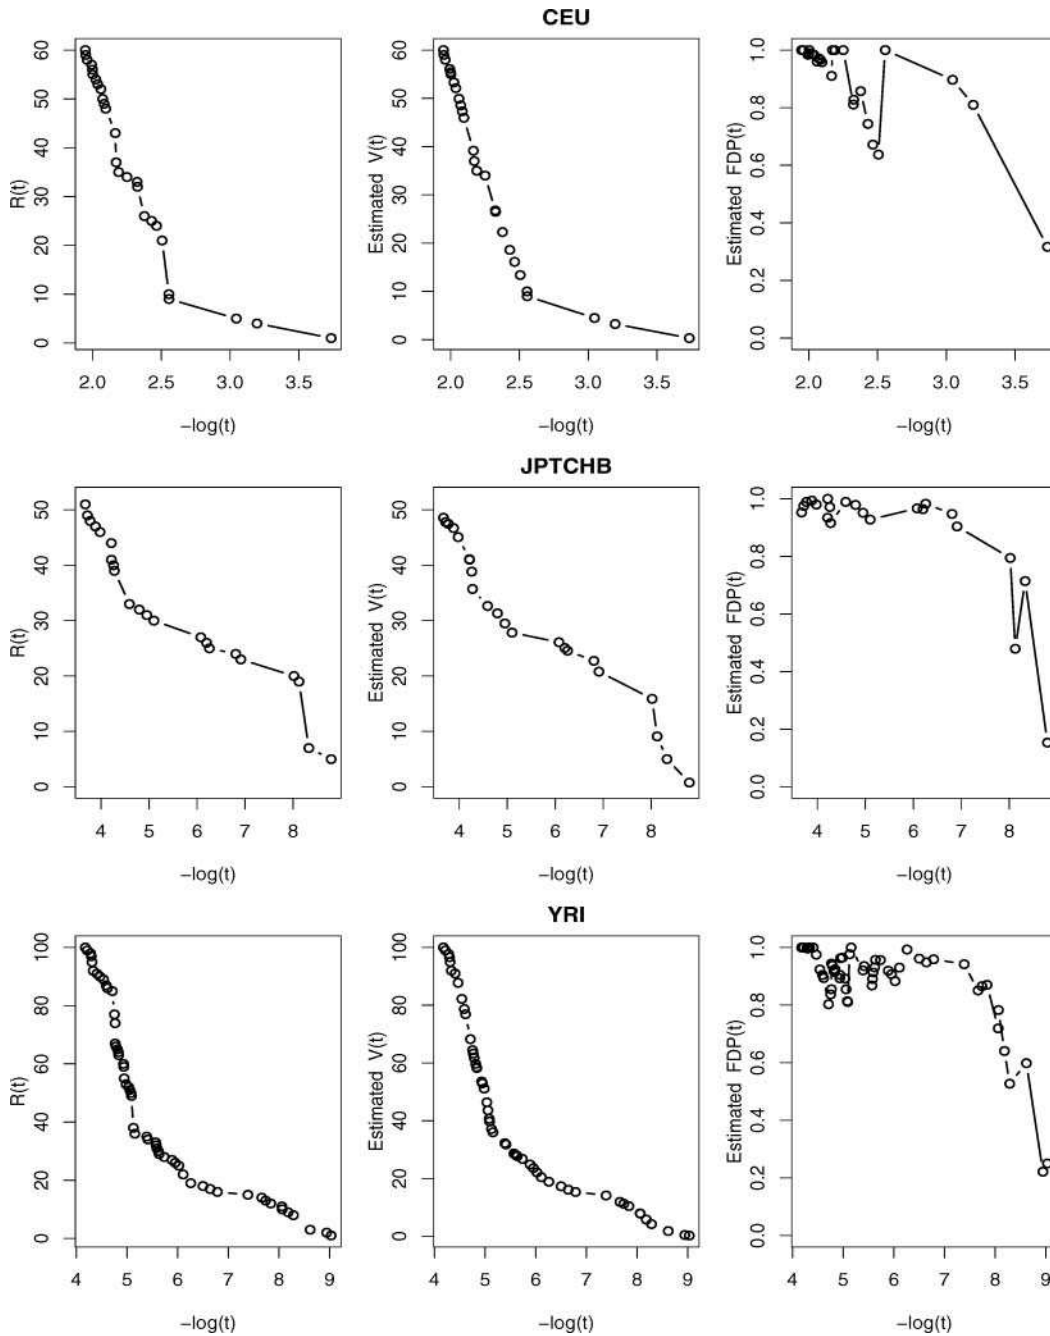 CEU
R(t)
0 10 20 30 40 50 60
2.0 2.5 3.0 3.5
−log(t)
Estimated V(t)
0 10 20 30 40 50 60
2.0 2.5 3.0 3.5
−log(t)
Estimated FDP(t)
0.0 0.2 0.4 0.6 0.8 1.0
2.0 2.5 3.0 3.5
−log(t)
JPTCHB
R(t)
0 10 20 30 40 50
4 5 6 7 8
−log(t)
Estimated V(t)
0 10 20 30 40 50
4 5 6 7 8
−log(t)
Estimated FDP(t)
0.0 0.2 0.4 0.6 0.8 1.0
4 5 6 7 8
−log(t)
YRI
R(t)
0 20 40 60 80 100
4 5 6 7 8 9
−log(t)
Estimated V(t)
0 20 40 60 80 100
4 5 6 7 8 9
−log(t)
Estimated FDP(t)
0.0 0.2 0.4 0.6 0.8 1.0
4 5 6 7 8 9
−log(t)